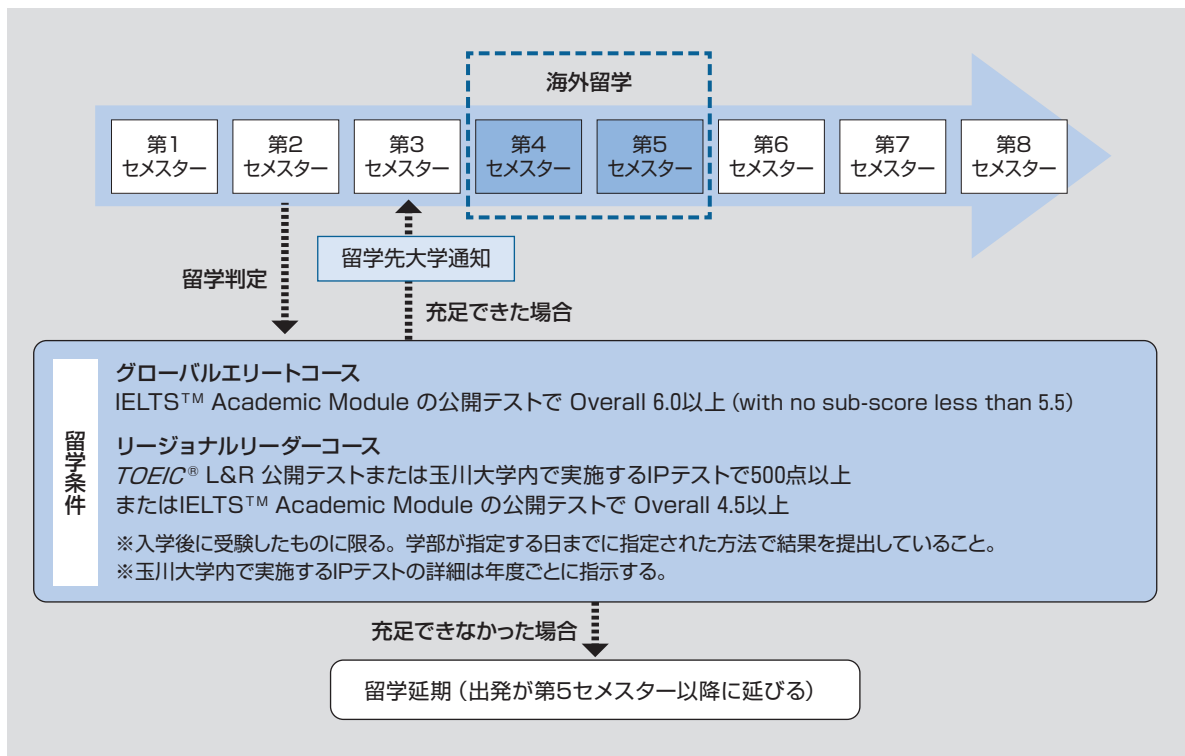 海外留学
第1
セメスター
第2
セメスター
第3
セメスター
第4
セメスター
第5
セメスター
第6
セメスター
第7
セメスター
第8
セメスター
留学先大学通知
留学判定
充足できた場合
留学条件
グローバルエリートコース
IELTS™ Academic Module の公開テストで Overall 6.0以上 (with no sub-score less than 5.5)
リージョナルリーダーコース
TOEIC® L&R 公開テストまたは玉川大学内で実施するIPテストで500点以上
またはIELTS™ Academic Module の公開テストで Overall 4.5以上
※入学後に受験したものに限る。学部が指定する日までに指定された方法で結果を提出していること。
※玉川大学内で実施するIPテストの詳細は年度ごとに指示する。
充足できなかった場合
留学延期（出発が第5セメスター以降に延びる）